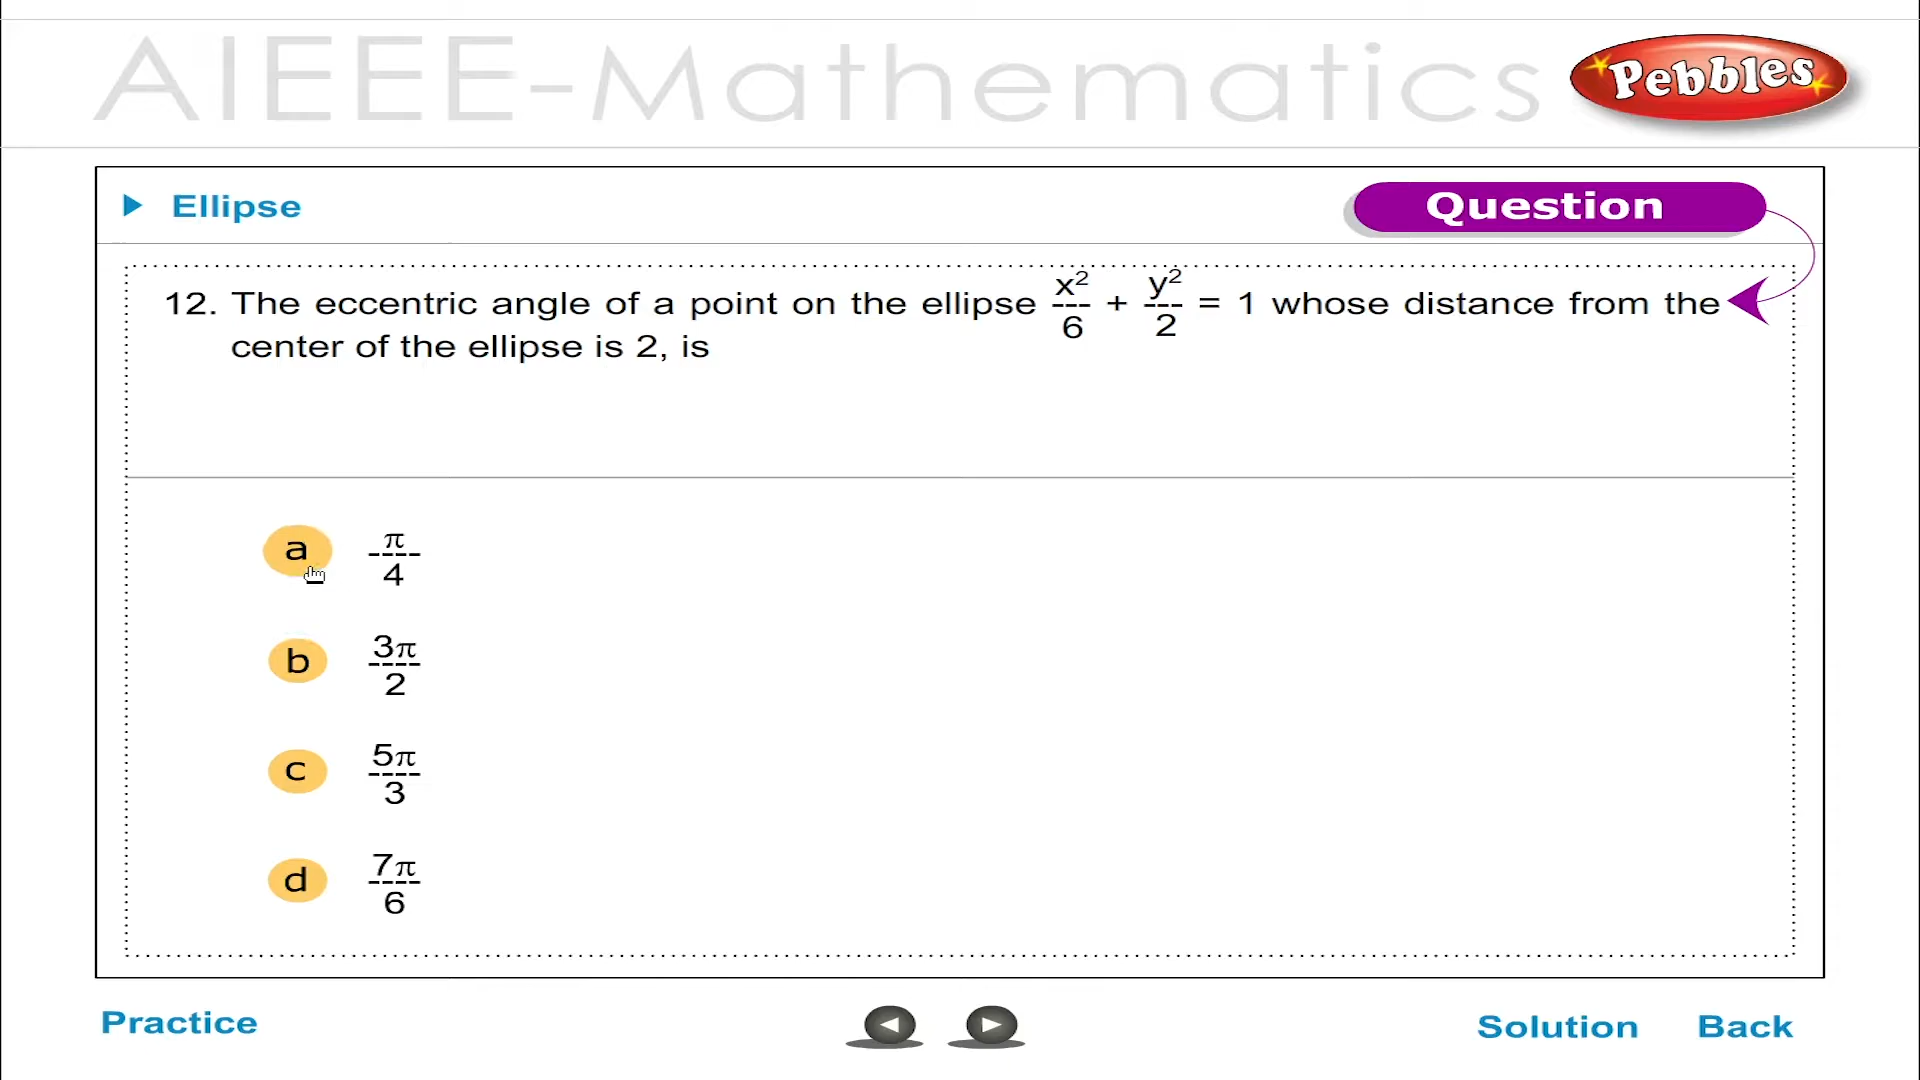 AIEEE-Mathematics
Pebbles
Ellipse
Question
12. The eccentric angle of a point on the ellipse x²/6 + y²/2 = 1 whose distance from the
center of the ellipse is 2, is
a π/4
b 3π/2
c 5π/3
d 7π/6
Practice
Solution
Back